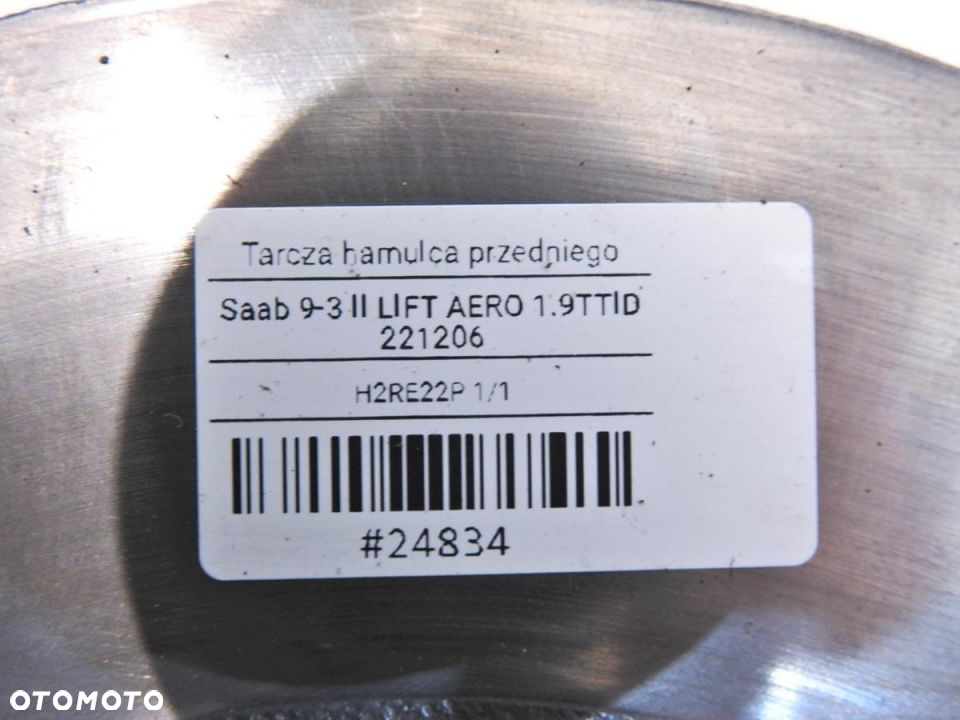 Tarcza hamulca przedniego
Saab 9-3 II LIFT AERO 1.9TTID
221206
H2RE22P 1/1
#24834
OTOMOTO